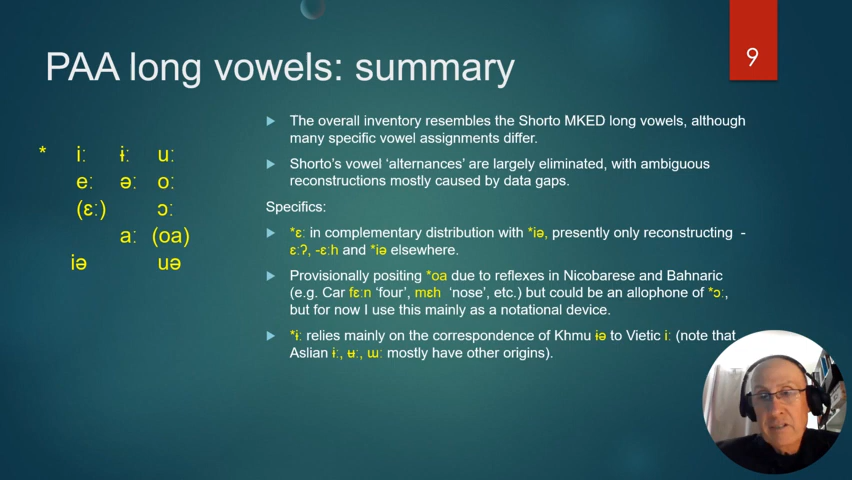 PAA long vowels: summary
9
* iː ɨː uː
eː əː oː
(ɛː) ɔː
aː (oa)
iə uə
The overall inventory resembles the Shorto MKED long vowels, although
many specific vowel assignments differ.
Shorto's vowel 'alternances' are largely eliminated, with ambiguous
reconstructions mostly caused by data gaps.
Specifics:
*ɛː in complementary distribution with *iə, presently only reconstructing -
ɛːʔ, -ɛːh and *iə elsewhere.
Provisionally positing *oa due to reflexes in Nicobarese and Bahnaric
(e.g. Car fɛːn 'four', mɛh 'nose', etc.) but could be an allophone of *ɔː,
but for now I use this mainly as a notational device.
*ɨː relies mainly on the correspondence of Khmu ɨə to Vietic iː (note that
Aslian ɨː, ʉː, ɯː mostly have other origins).